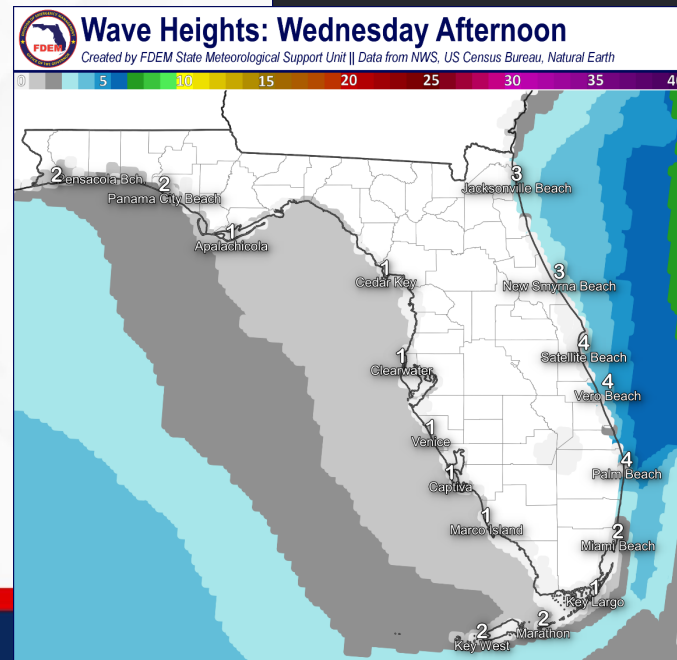 Wave Heights: Wednesday Afternoon
Created by FDEM State Meteorological Support Unit || Data from NWS, US Census Bureau, Natural Earth
FDEM
0 5 10 15 20 25 30 35 40
3
Jacksonville Beach
2
Pensacola Bch
2
Panama City Beach
1
Apalachicola
1
Cedar Key
3
New Smyrna Beach
4
Satellite Beach
1
Clearwater
4
Vero Beach
1
Venice
4
Palm Beach
1
Captiva
1
Marco Island
2
Miami Beach
1
Key Largo
2
Marathon
2
Key West